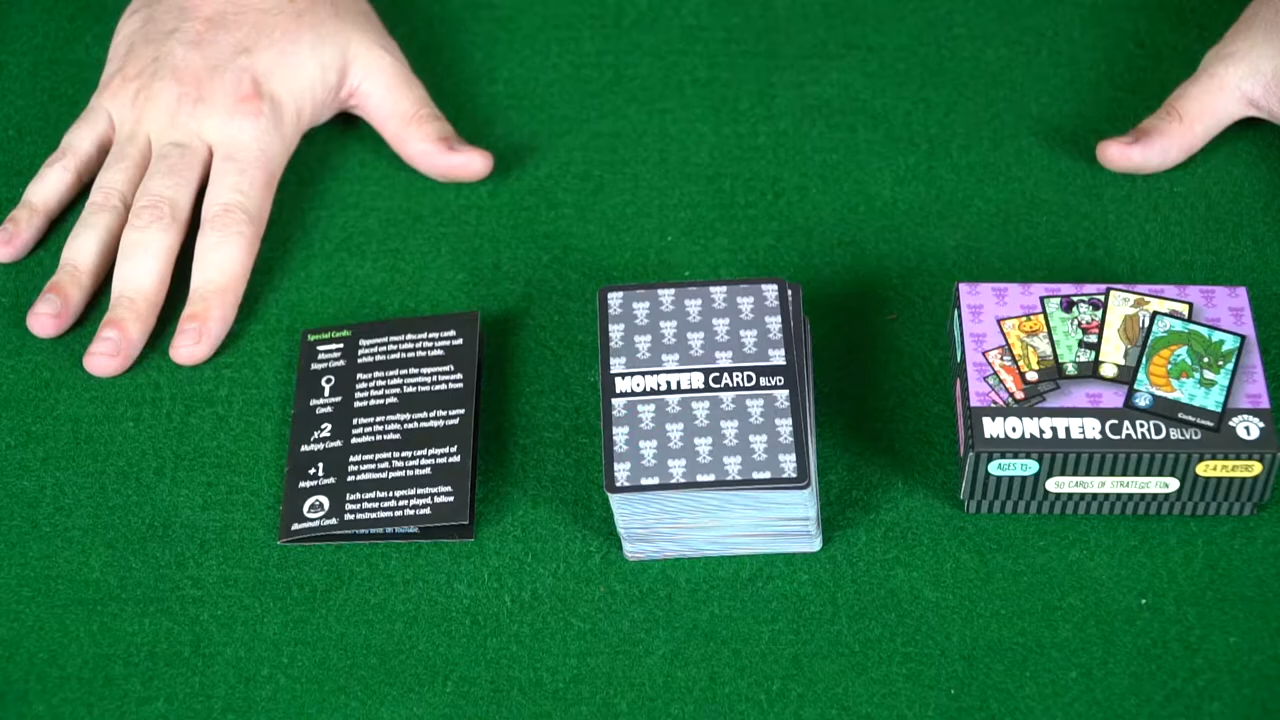 Special Cards:
Monster
Slayer Cards:
Opponent must discard any cards
placed on the table of the same suit
while this card is on the table.
Undercover
Cards:
Place this card on the opponent's
side of the table counting it towards
their final score. Take two cards from
their draw pile.
x2
Multiply Cards:
If there are multiply cards of the same
suit on the table, each multiply card
doubles in value.
+1
Helper Cards:
Add one point to any card played of
the same suit. This card does not add
an additional point to itself.
Illuminati Cards:
Each card has a special instruction.
Once these cards are played, follow
the instructions on the card.
MONSTER CARD BLVD
MONSTER CARD BLVD
EDITION
1
AGES 13+
2-4 PLAYERS
90 CARDS OF STRATEGIC FUN